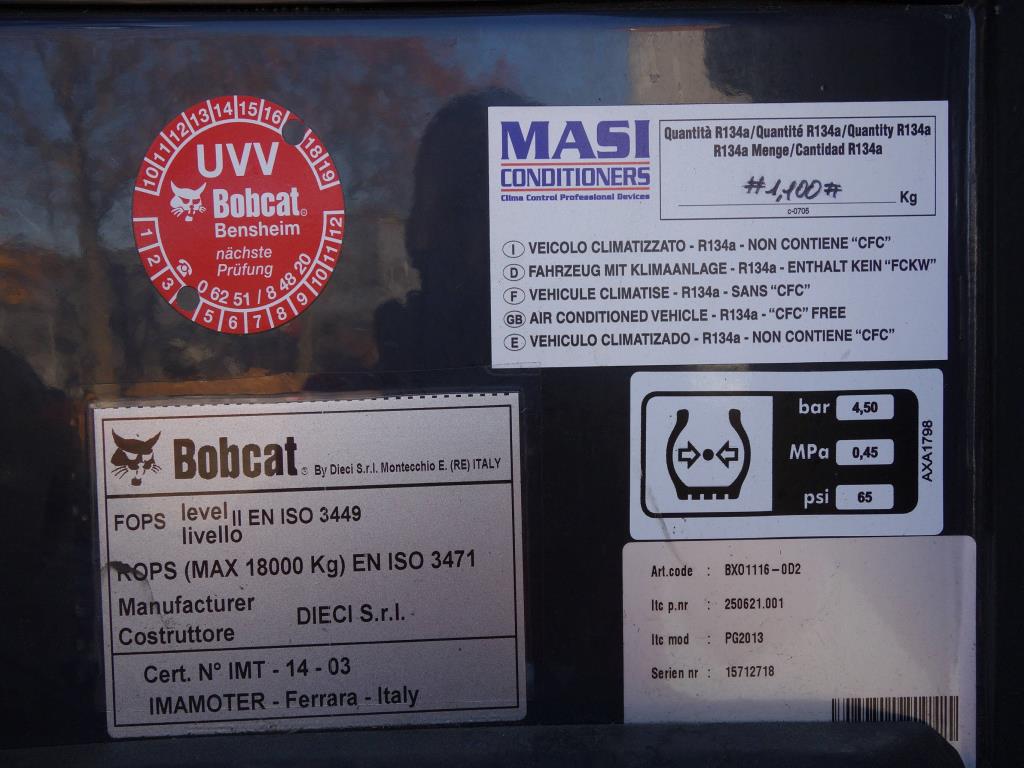 10 11 12 13 14 15 16 18 19
UVV
Bobcat
Bensheim
nächste
Prüfung
0 62 51 / 8 48 20
1 2 3 5 6 7 8 9 10 11 12
MASI
CONDITIONERS
Clima Control Professional Devices
Quantità R134a/Quantité R134a/Quantity R134a
R134a Menge/Cantidad R134a
#1,100# Kg
c-0705
I VEICOLO CLIMATIZZATO - R134a - NON CONTIENE "CFC"
D FAHRZEUG MIT KLIMAANLAGE - R134a - ENTHALT KEIN "FCKW"
F VEHICULE CLIMATISE - R134a - SANS "CFC"
GB AIR CONDITIONED VEHICLE - R134a - "CFC" FREE
E VEHICULO CLIMATIZADO - R134a - NON CONTIENE "CFC"
bar 4,50
MPa 0,45
psi 65
AXA1798
Bobcat By Dieci S.r.l. Montecchio E. (RE) ITALY
FOPS level II EN ISO 3449
livello
ROPS (MAX 18000 Kg) EN ISO 3471
Manufacturer
Costruttore
DIECI S.r.l.
Cert. N° IMT - 14 - 03
IMAMOTER - Ferrara - Italy
Art.code : BX01116-0D2
Itc p.nr : 250621.001
Itc mod : PG2013
Serien nr : 15712718